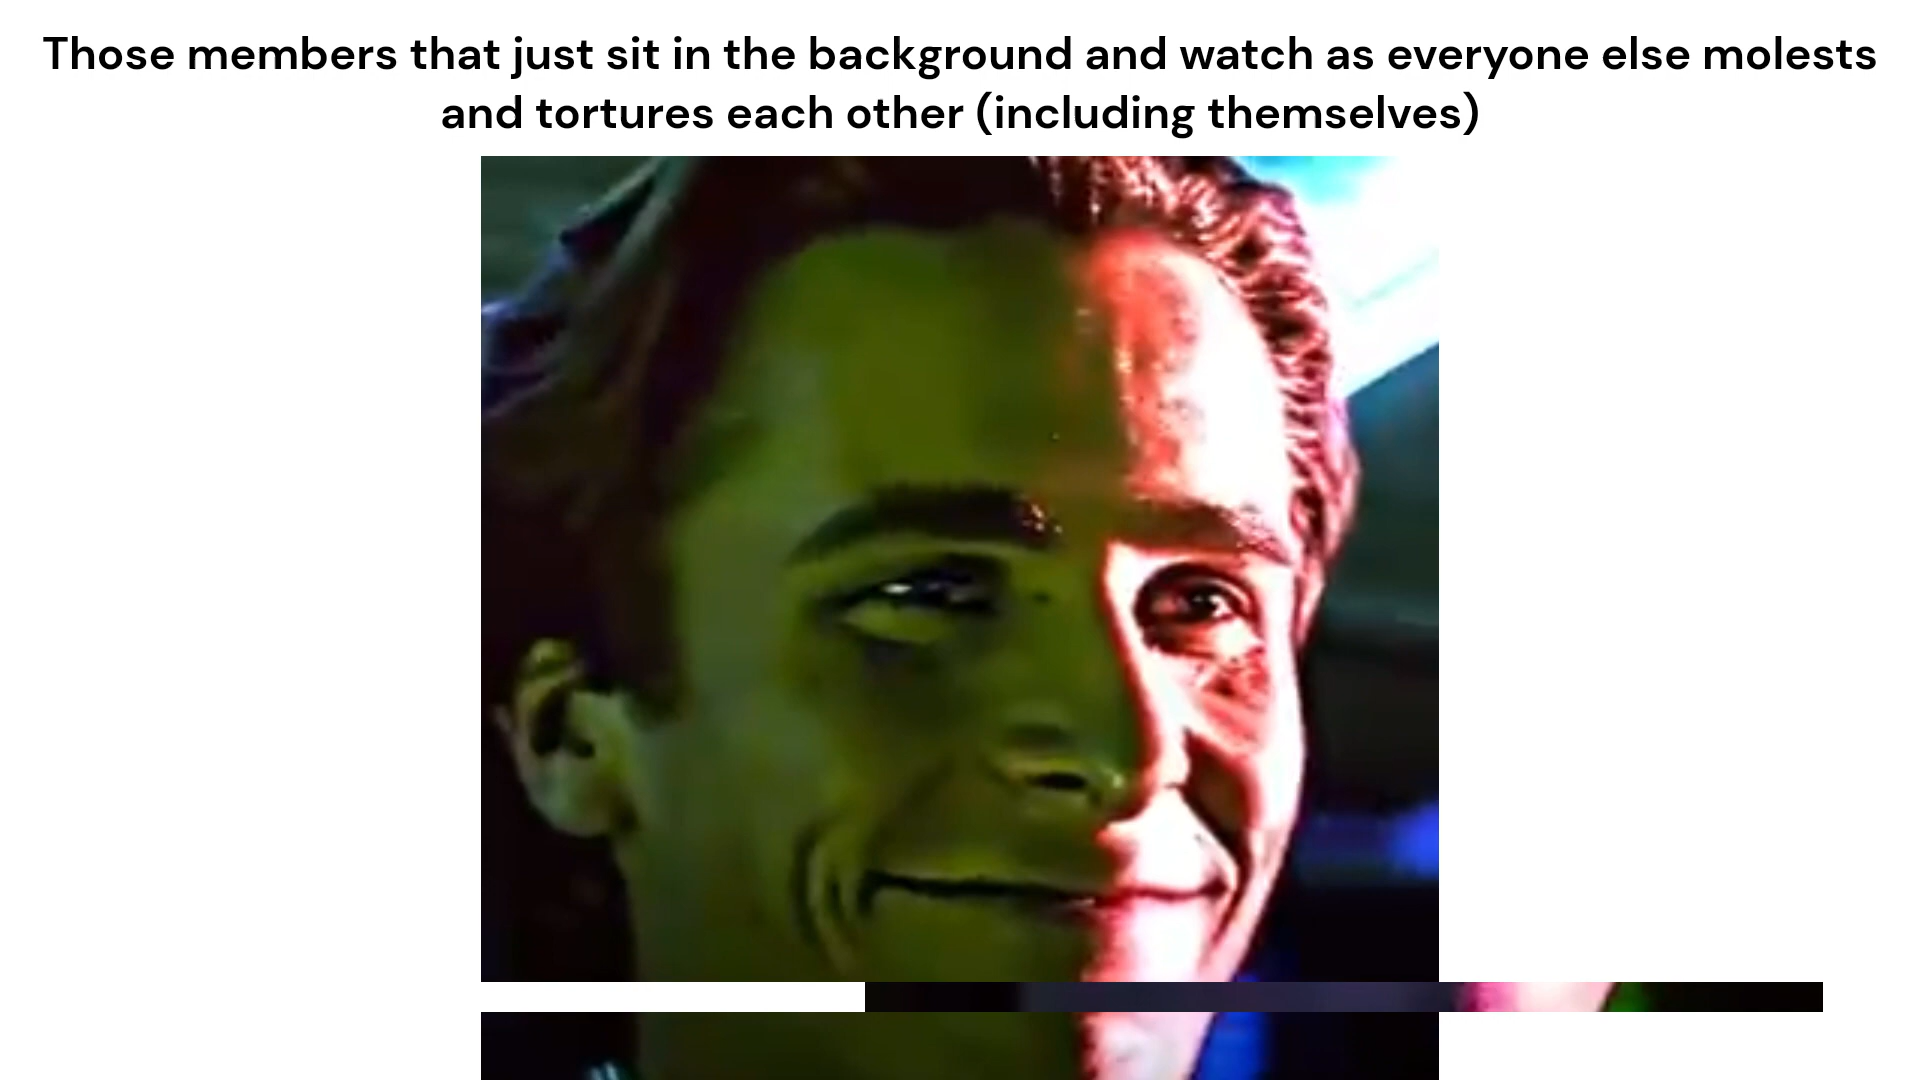 Those members that just sit in the background and watch as everyone else molests
and tortures each other (including themselves)